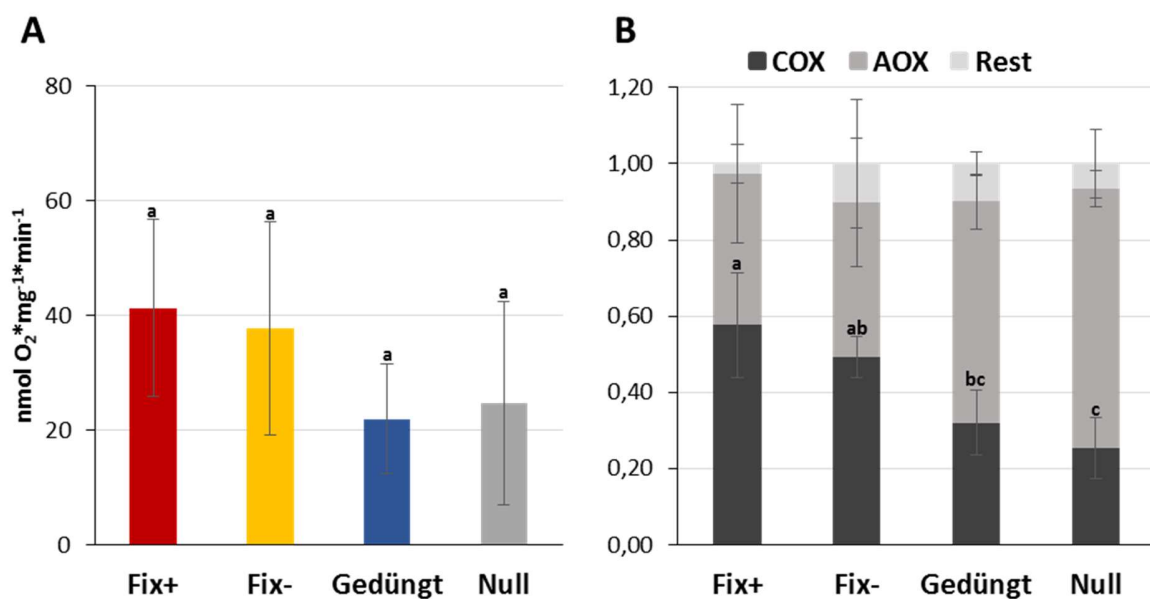 A
80
60
40
20
0
nmol O₂*mg⁻¹*min⁻¹
a
a
a
a
Fix+ Fix- Gedüngt Null
B
COX AOX Rest
1,20
1,00
0,80
0,60
0,40
0,20
0,00
a
ab
bc
c
Fix+ Fix- Gedüngt Null